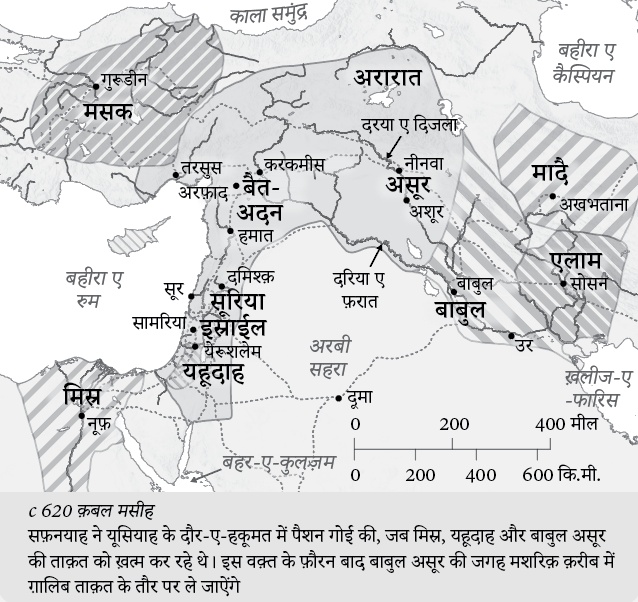 काला समुंद्र
बहीरा ए
कैस्पियन
गुरूडीन
मसक
अरारात
दरया ए दिजला
तरसुस
करकमीस
नीनवा
मादै
अरफ़ाद
बैत-
अदन
असूर
अशूर
अखभताना
हमात
एलाम
बहीरा ए
रुम
सूर
दमिश्क़
दरिया ए
फ़रात
बाबुल
सोसन
सूरिया
बाबुल
सामरिया
इस्राईल
येरूशलेम
यहूदाह
अरबी
सहरा
उर
ख़लीज-ए
-फारिस
मिस्र
नूफ़
दूमा
0 200 400 मील
0 200 400 600 कि.मी.
बहर-ए-कुलज़म
c 620 क़बल मसीह
सफ़नयाह ने यूसियाह के दौर-ए-हकूमत में पैशन गोई की, जब मिस्र, यहूदाह और बाबुल असूर
की ताक़त को ख़त्म कर रहे थे। इस वक़्त के फ़ौरन बाद बाबुल असूर की जगह मशरिक़ क़रीब में
ग़ालिब ताक़त के तौर पर ले जाऐंगे